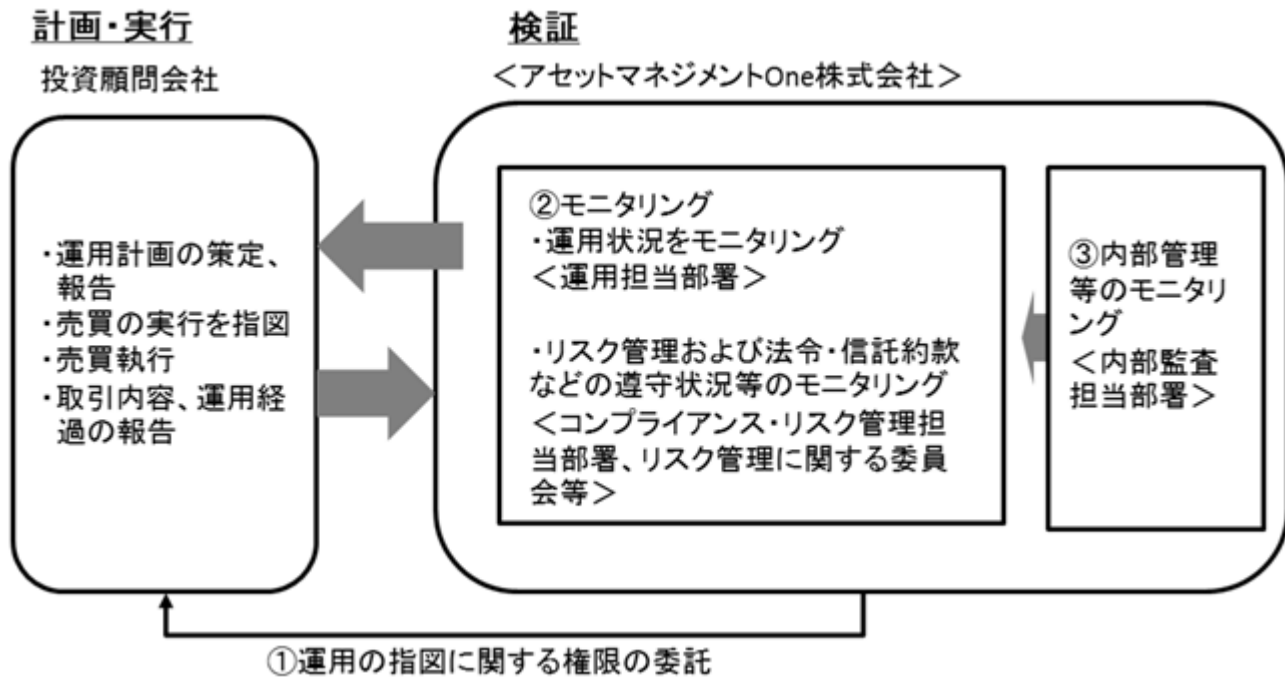 計画・実行
投資顧問会社
・運用計画の策定、
報告
・売買の実行を指図
・売買執行
・取引内容、運用経
過の報告
検証
＜アセットマネジメントOne株式会社＞
②モニタリング
・運用状況をモニタリング
＜運用担当部署＞
・リスク管理および法令・信託約款
などの遵守状況等のモニタリング
＜コンプライアンス・リスク管理担
当部署、リスク管理に関する委員
会等＞
③内部管理
等のモニタリ
ング
＜内部監査
担当部署＞
①運用の指図に関する権限の委託